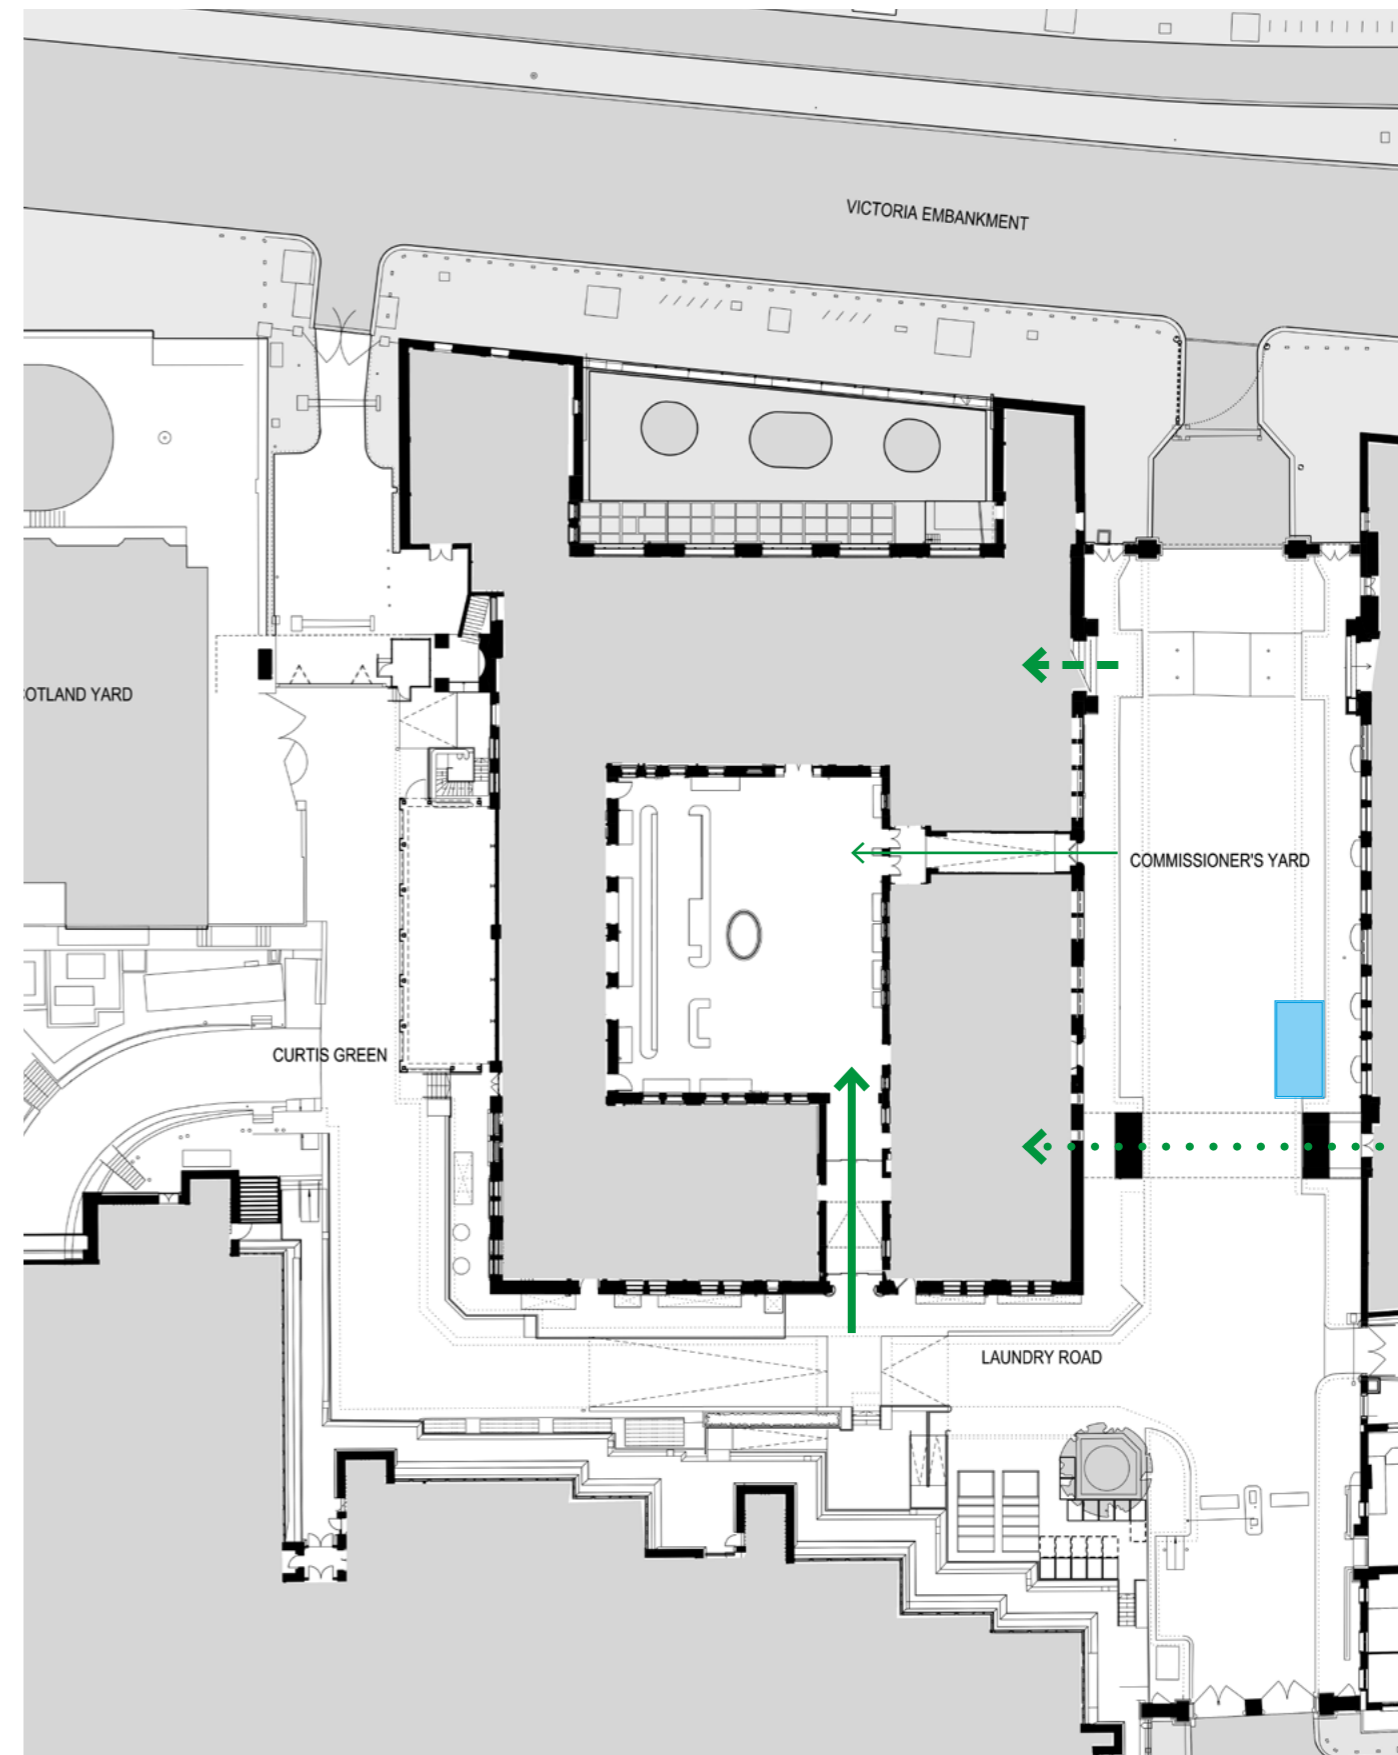 VICTORIA EMBANKMENT
OTLAND YARD
COMMISSIONER'S YARD
CURTIS GREEN
LAUNDRY ROAD